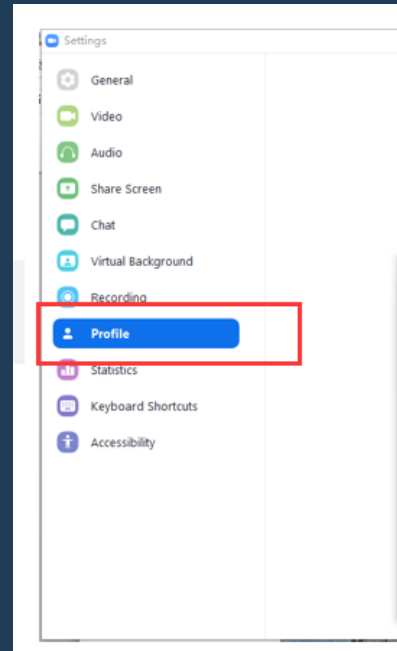 Settings
General
Video
Audio
Share Screen
Chat
Virtual Background
Recording
Profile
Statistics
Keyboard Shortcuts
Accessibility